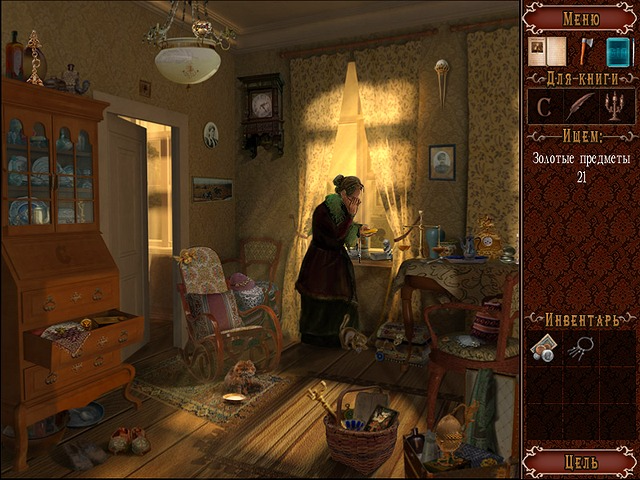 Меню
Для книги
С
Ищем:
Золотые предметы
21
Инвентарь
Цель